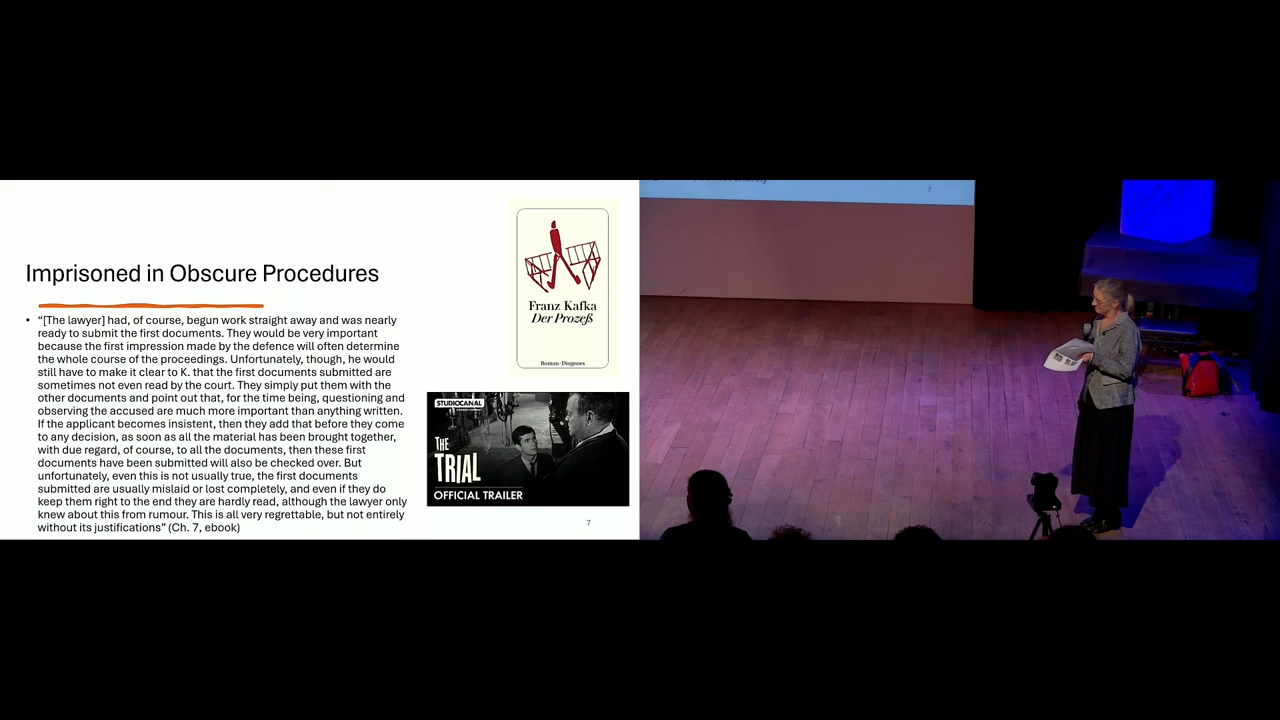 Imprisoned in Obscure Procedures
• “[The lawyer] had, of course, begun work straight away and was nearly
ready to submit the first documents. They would be very important
because the first impression made by the defence will often determine
the whole course of the proceedings. Unfortunately, though, he would
still have to make it clear to K. that the first documents submitted are
sometimes not even read by the court. They simply put them with the
other documents and point out that, for the time being, questioning and
observing the accused are much more important than anything written.
If the applicant becomes insistent, then they add that before they come
to any decision, as soon as all the material has been brought together,
with due regard, of course, to all the documents, then these first
documents have been submitted will also be checked over. But
unfortunately, even this is not usually true, the first documents
submitted are usually mislaid or lost completely, and even if they do
keep them right to the end they are hardly read, although the lawyer only
knew about this from rumour. This is all very regrettable, but not entirely
without its justifications” (Ch. 7, ebook)
Franz Kafka
Der Prozeß
Roman · Diogenes
STUDIOCANAL
THE
TRIAL
OFFICIAL TRAILER
7
7